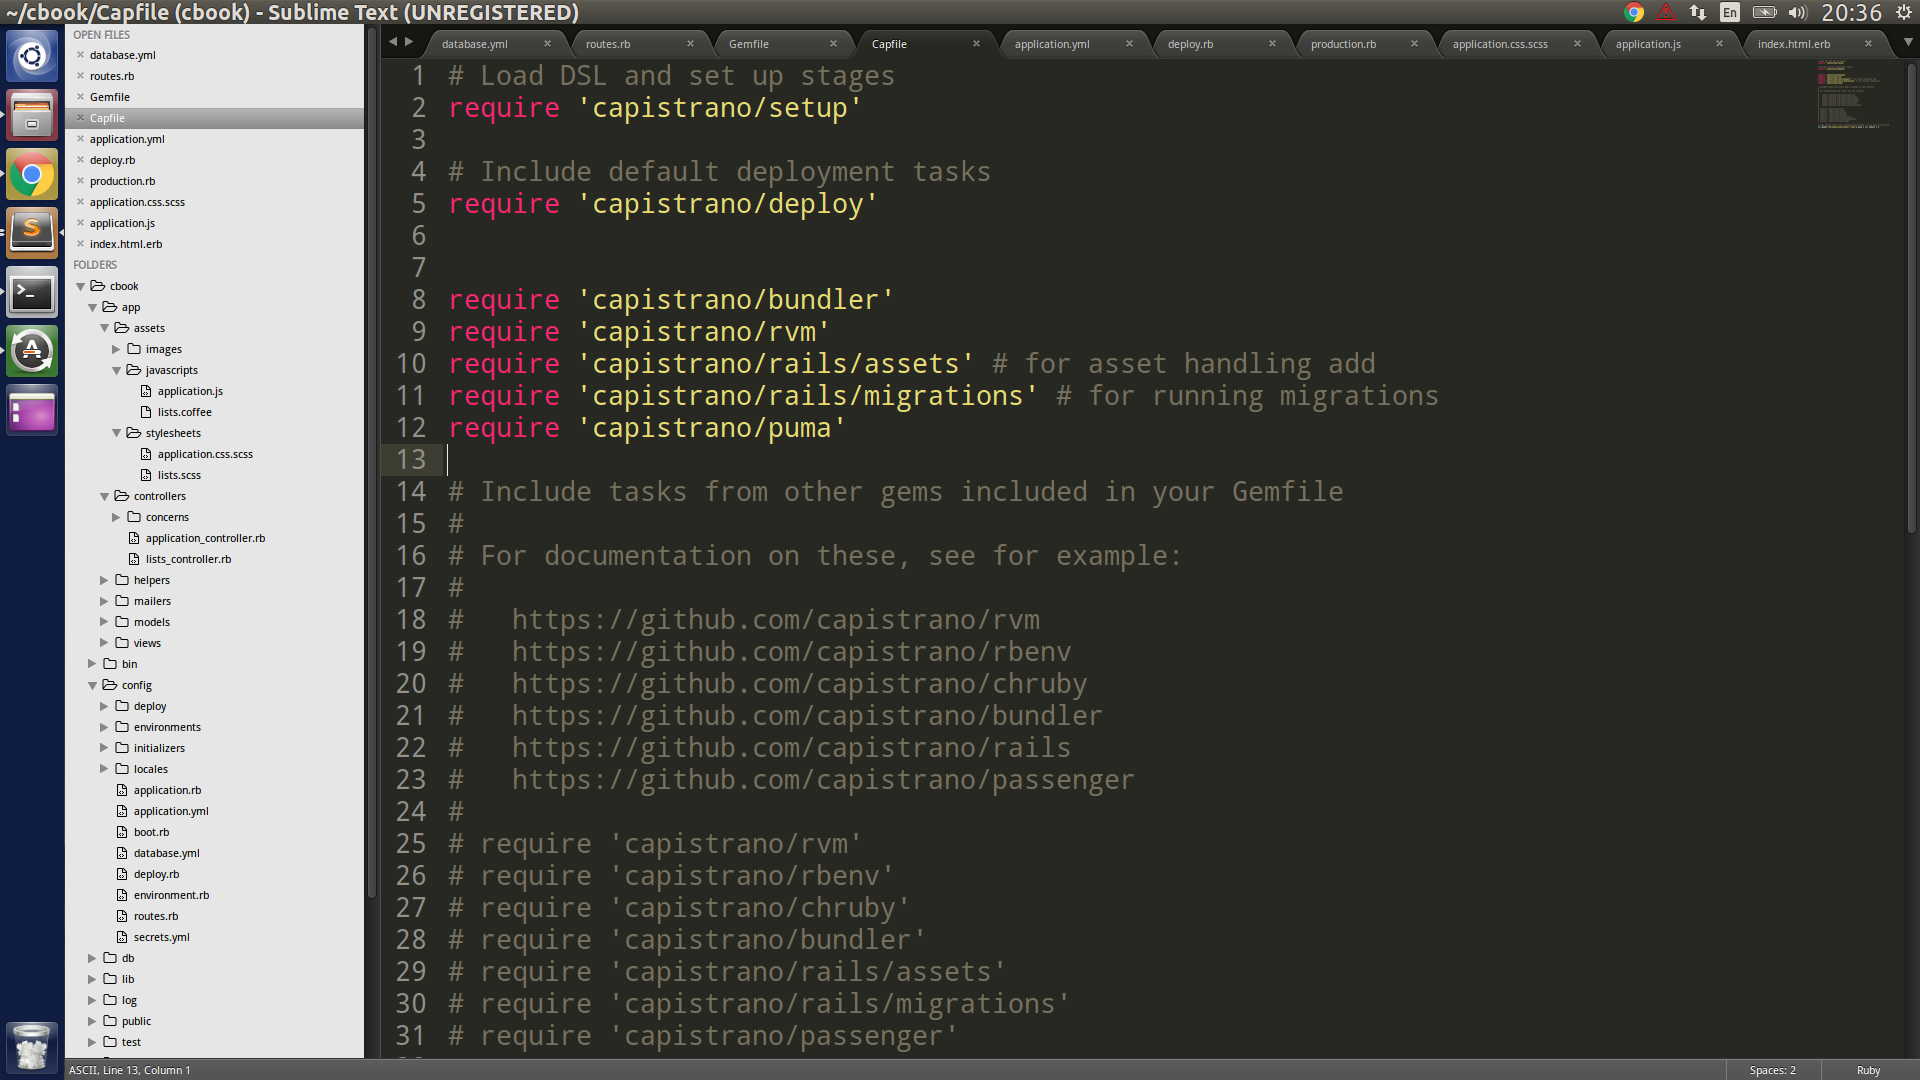 ~/cbook/Capfile (cbook) - Sublime Text (UNREGISTERED)
En
20:36
OPEN FILES
database.yml
routes.rb
Gemfile
Capfile
application.yml
deploy.rb
production.rb
application.css.scss
application.js
index.html.erb
FOLDERS
cbook
app
assets
images
javascripts
application.js
lists.coffee
stylesheets
application.css.scss
lists.scss
controllers
concerns
application_controller.rb
lists_controller.rb
helpers
mailers
models
views
bin
config
deploy
environments
initializers
locales
application.rb
application.yml
boot.rb
database.yml
deploy.rb
environment.rb
routes.rb
secrets.yml
db
lib
log
public
test
database.yml
routes.rb
Gemfile
Capfile
application.yml
deploy.rb
production.rb
application.css.scss
application.js
index.html.erb
1 # Load DSL and set up stages
2 require 'capistrano/setup'
3
4 # Include default deployment tasks
5 require 'capistrano/deploy'
6
7
8 require 'capistrano/bundler'
9 require 'capistrano/rvm'
10 require 'capistrano/rails/assets' # for asset handling add
11 require 'capistrano/rails/migrations' # for running migrations
12 require 'capistrano/puma'
13
14 # Include tasks from other gems included in your Gemfile
15 #
16 # For documentation on these, see for example:
17 #
18 #   https://github.com/capistrano/rvm
19 #   https://github.com/capistrano/rbenv
20 #   https://github.com/capistrano/chruby
21 #   https://github.com/capistrano/bundler
22 #   https://github.com/capistrano/rails
23 #   https://github.com/capistrano/passenger
24 #
25 # require 'capistrano/rvm'
26 # require 'capistrano/rbenv'
27 # require 'capistrano/chruby'
28 # require 'capistrano/bundler'
29 # require 'capistrano/rails/assets'
30 # require 'capistrano/rails/migrations'
31 # require 'capistrano/passenger'
ASCII, Line 13, Column 1
Spaces: 2
Ruby